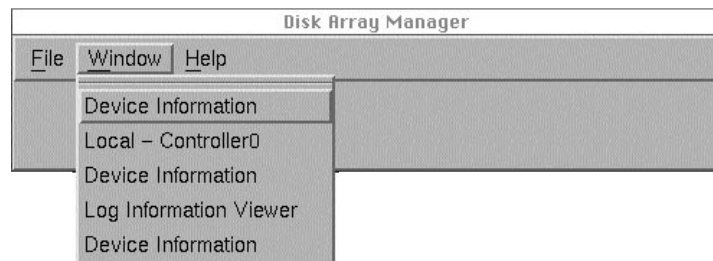 Disk Array Manager
File Window Help
Device Information
Local – Controller0
Device Information
Log Information Viewer
Device Information